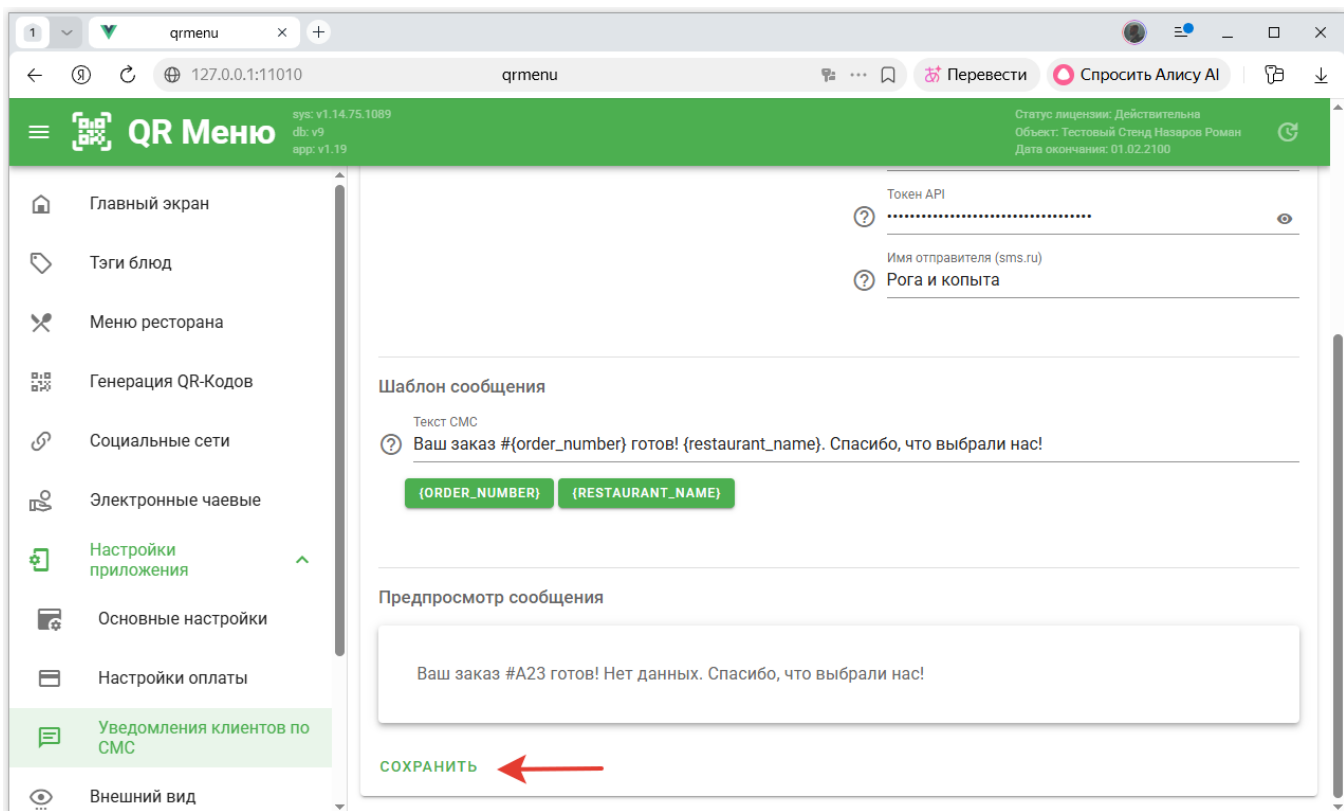 1
qrmenu
127.0.0.1:11010
qrmenu
Перевести
Спросить Алису AI
QR Меню
sys: v1.14.75.1089
db: v9
app: v1.19
Статус лицензии: Действительна
Объект: Тестовый Стенд Назаров Роман
Дата окончания: 01.02.2100
Главный экран
Тэги блюд
Меню ресторана
Генерация QR-Кодов
Социальные сети
Электронные чаевые
Настройки
приложения
Основные настройки
Настройки оплаты
Уведомления клиентов по
СМС
Внешний вид
Токен API
••••••••••••••••••••••••••••••••••••
Имя отправителя (sms.ru)
Рога и копыта
Шаблон сообщения
Текст СМС
Ваш заказ #{order_number} готов! {restaurant_name}. Спасибо, что выбрали нас!
{ORDER_NUMBER}
{RESTAURANT_NAME}
Предпросмотр сообщения
Ваш заказ #A23 готов! Нет данных. Спасибо, что выбрали нас!
СОХРАНИТЬ